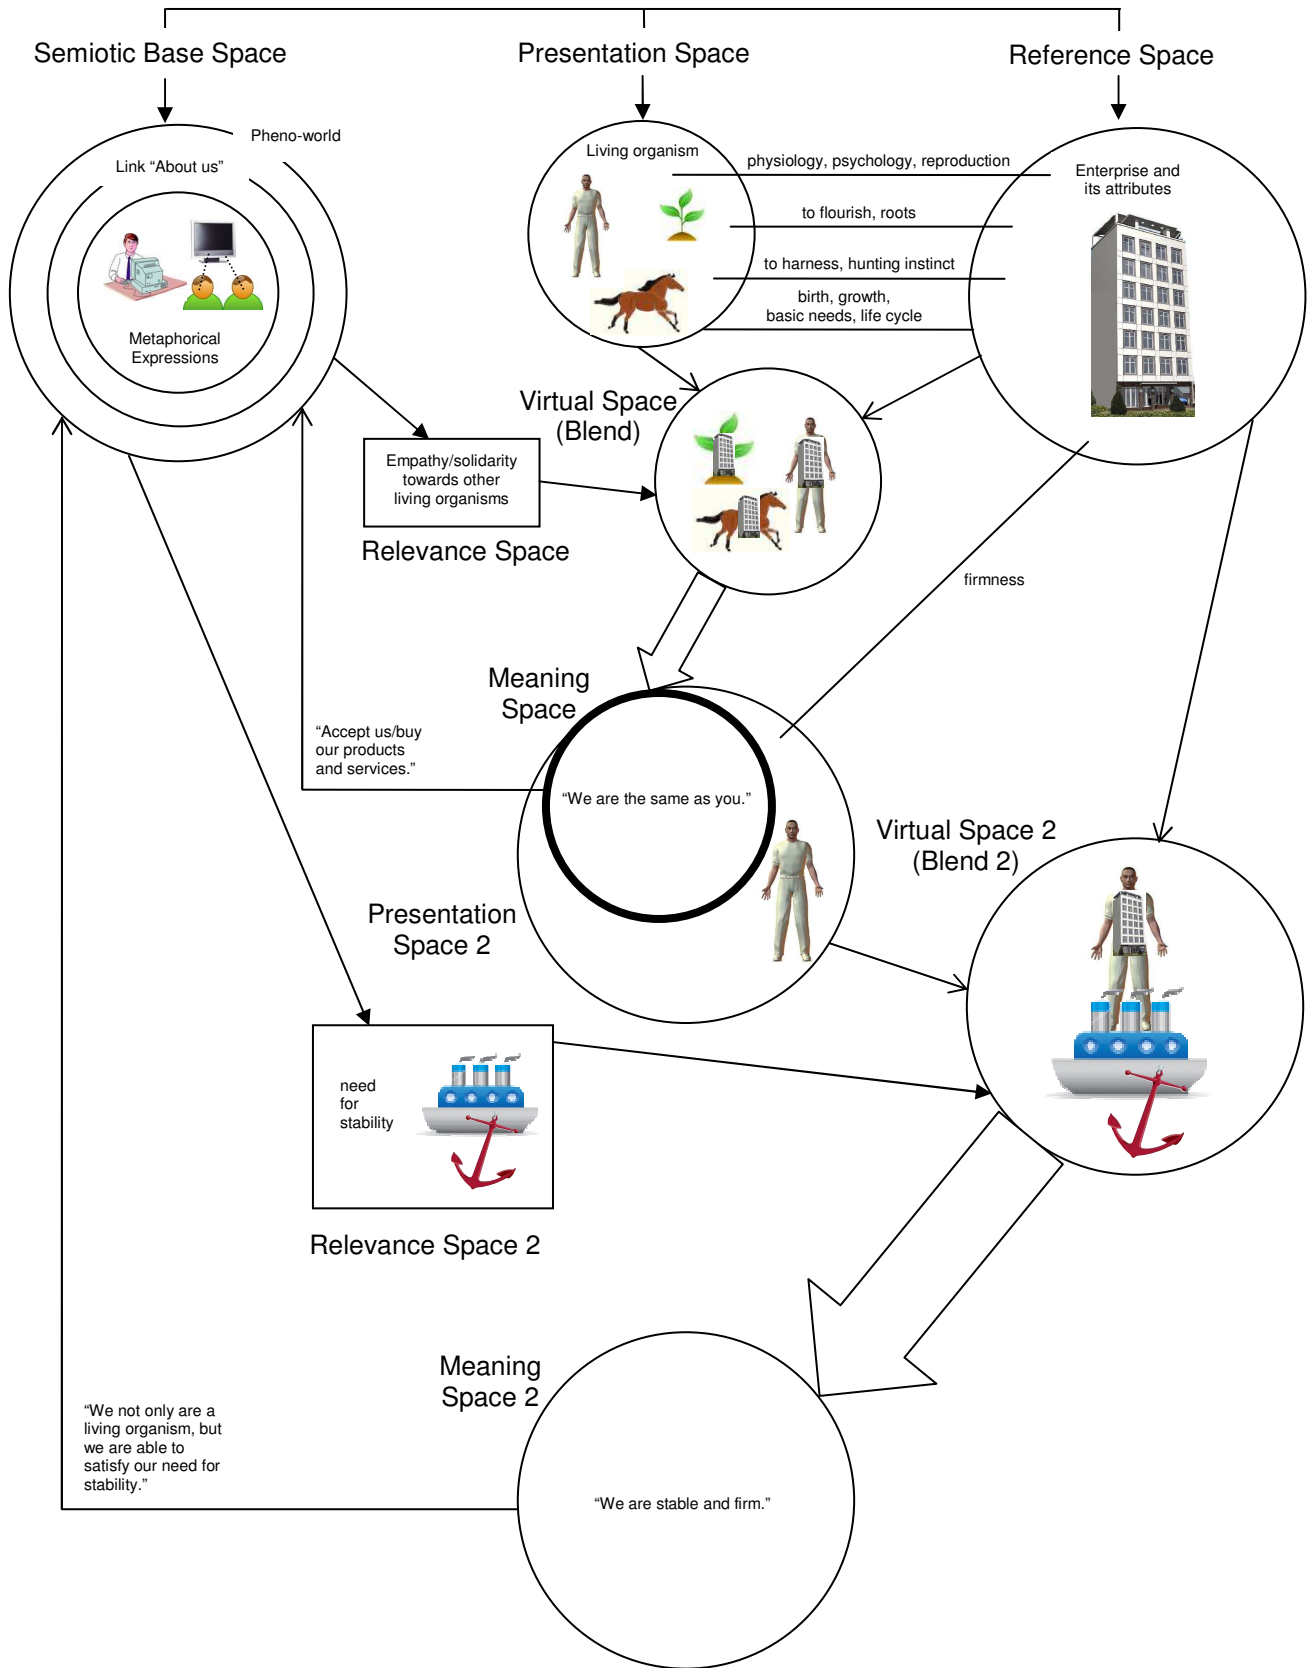 Semiotic Base Space
Presentation Space
Reference Space
Pheno-world
Link “About us”
Metaphorical
Expressions
Living organism
physiology, psychology, reproduction
to flourish, roots
to harness, hunting instinct
birth, growth,
basic needs, life cycle
Enterprise and
its attributes
Virtual Space
(Blend)
Empathy/solidarity
towards other
living organisms
Relevance Space
firmness
Meaning
Space
“Accept us/buy
our products
and services.”
“We are the same as you.”
Virtual Space 2
(Blend 2)
Presentation
Space 2
need
for
stability
Relevance Space 2
Meaning
Space 2
“We not only are a
living organism, but
we are able to
satisfy our need for
stability.”
“We are stable and firm.”